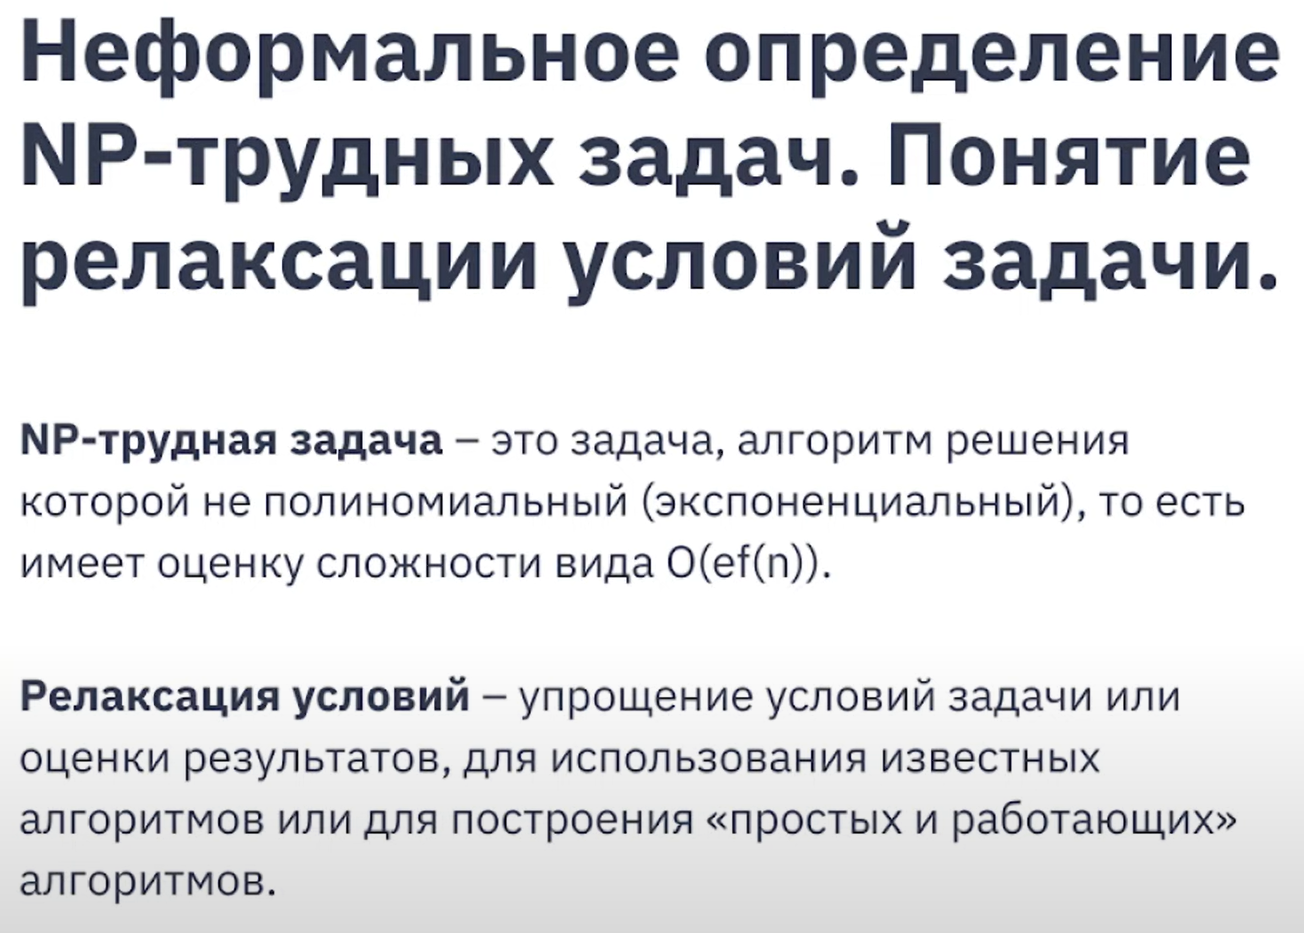 Неформальное определение
NP-трудных задач. Понятие
релаксации условий задачи.
NP-трудная задача – это задача, алгоритм решения
которой не полиномиальный (экспоненциальный), то есть
имеет оценку сложности вида O(ef(n)).
Релаксация условий – упрощение условий задачи или
оценки результатов, для использования известных
алгоритмов или для построения «простых и работающих»
алгоритмов.